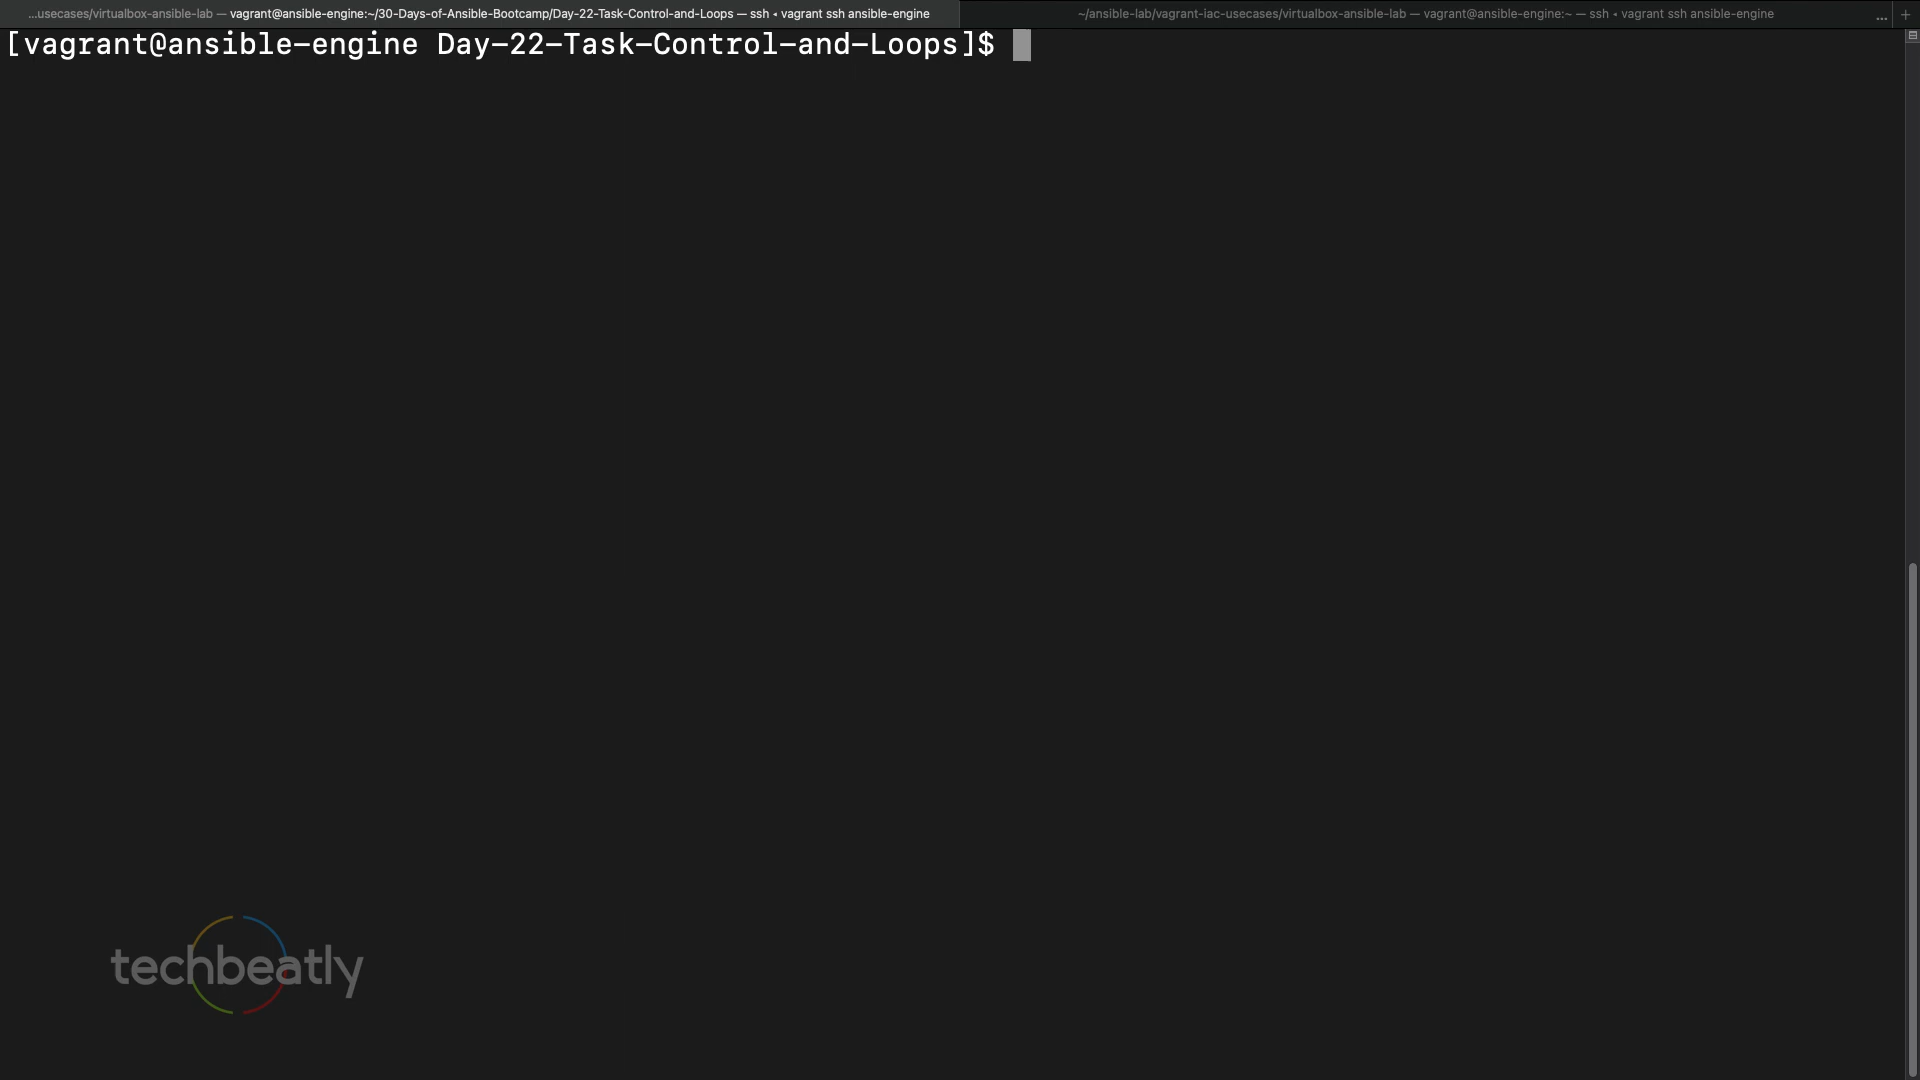 ...usecases/virtualbox-ansible-lab — vagrant@ansible-engine:~/30-Days-of-Ansible-Bootcamp/Day-22-Task-Control-and-Loops — ssh ◂ vagrant ssh ansible-engine
~/ansible-lab/vagrant-iac-usecases/virtualbox-ansible-lab — vagrant@ansible-engine:~ — ssh ◂ vagrant ssh ansible-engine
[vagrant@ansible-engine Day-22-Task-Control-and-Loops]$
techbeatly